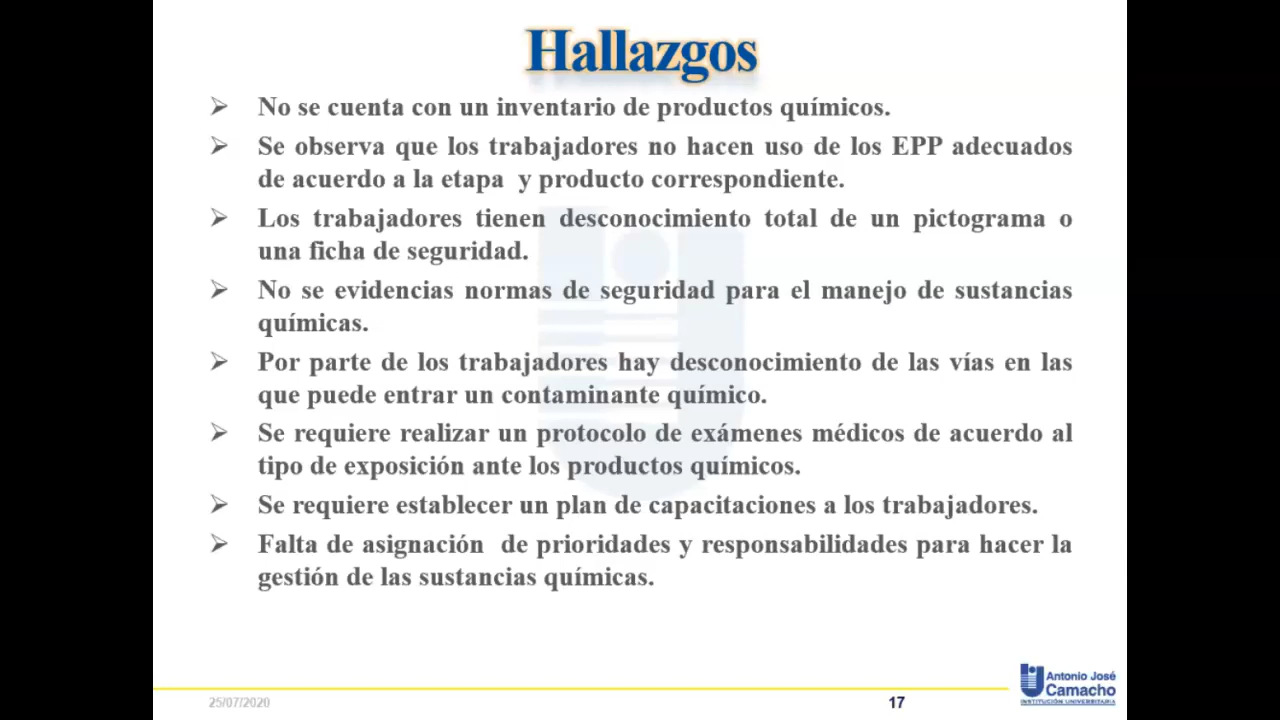 Hallazgos
➢ No se cuenta con un inventario de productos químicos.
➢ Se observa que los trabajadores no hacen uso de los EPP adecuados
de acuerdo a la etapa y producto correspondiente.
➢ Los trabajadores tienen desconocimiento total de un pictograma o
una ficha de seguridad.
➢ No se evidencias normas de seguridad para el manejo de sustancias
químicas.
➢ Por parte de los trabajadores hay desconocimiento de las vías en las
que puede entrar un contaminante químico.
➢ Se requiere realizar un protocolo de exámenes médicos de acuerdo al
tipo de exposición ante los productos químicos.
➢ Se requiere establecer un plan de capacitaciones a los trabajadores.
➢ Falta de asignación de prioridades y responsabilidades para hacer la
gestión de las sustancias químicas.
25/07/2020
17
Antonio José
Camacho
INSTITUCIÓN UNIVERSITARIA